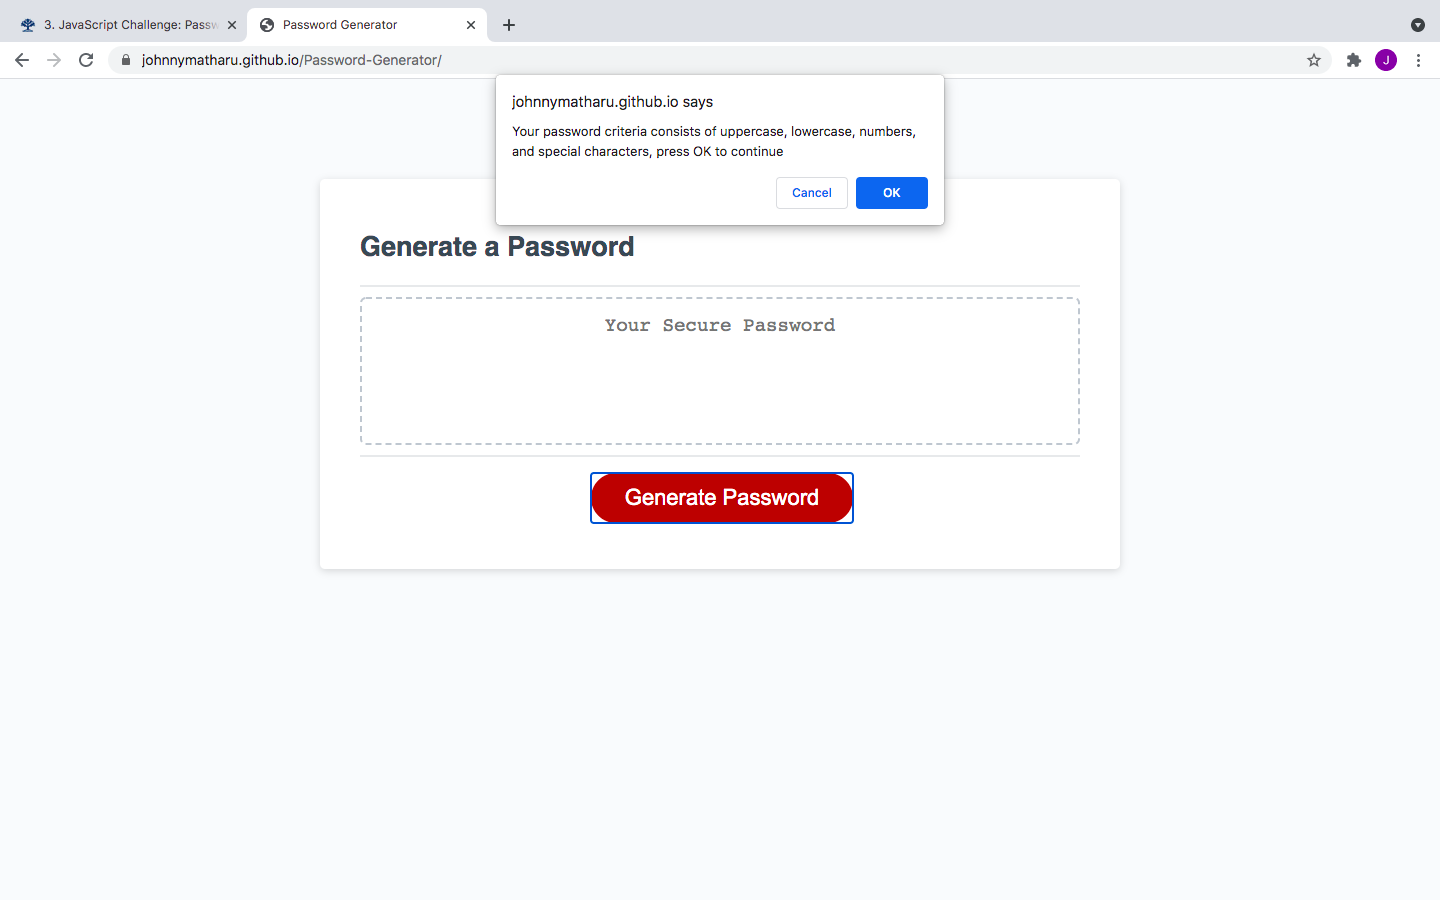 3. JavaScript Challenge: Passw
Password Generator
johnnymatharu.github.io/Password-Generator/
J
johnnymatharu.github.io says
Your password criteria consists of uppercase, lowercase, numbers,
and special characters, press OK to continue
Cancel
OK
Generate a Password
Your Secure Password
Generate Password